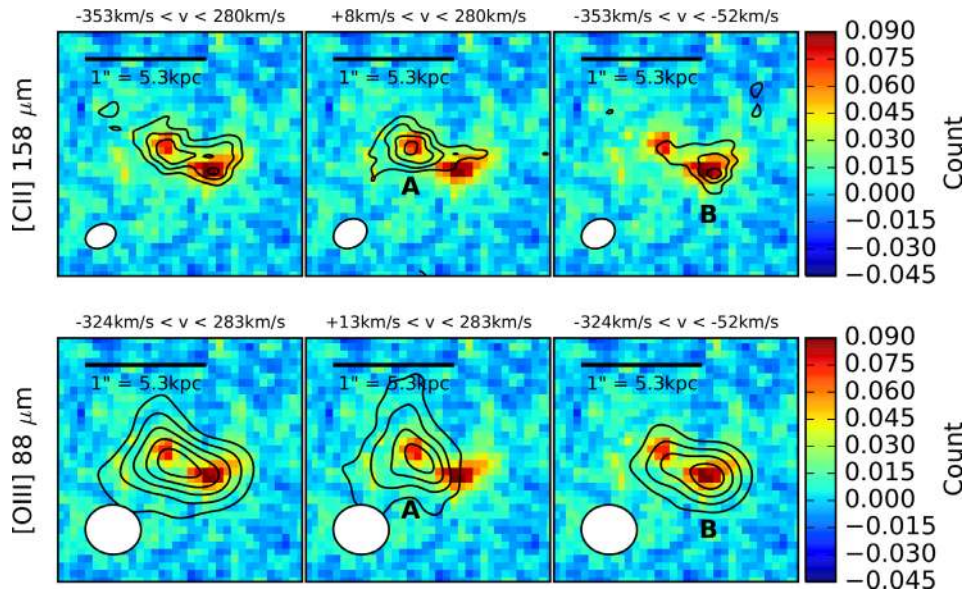 -353km/s < v < 280km/s
+8km/s < v < 280km/s
-353km/s < v < -52km/s
[CII] 158 μm
1" = 5.3kpc
1" = 5.3kpc
1" = 5.3kpc
A
B
0.090
0.075
0.060
0.045
0.030
0.015
0.000
−0.015
−0.030
−0.045
Count
-324km/s < v < 283km/s
+13km/s < v < 283km/s
-324km/s < v < -52km/s
[OIII] 88 μm
1" = 5.3kpc
1" = 5.3kpc
1" = 5.3kpc
A
B
0.090
0.075
0.060
0.045
0.030
0.015
0.000
−0.015
−0.030
−0.045
Count